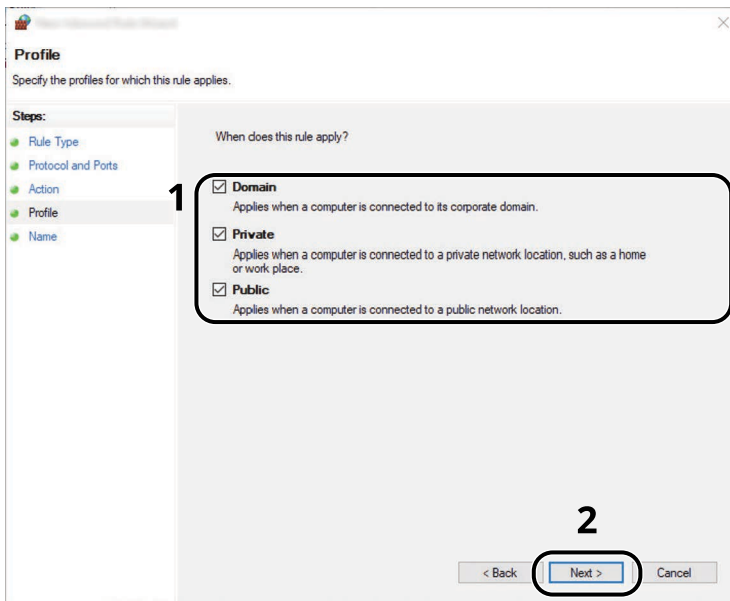 Profile
Specify the profiles for which this rule applies.
Steps:
Rule Type
Protocol and Ports
Action
Profile
Name
When does this rule apply?
1
Domain
Applies when a computer is connected to its corporate domain.
Private
Applies when a computer is connected to a private network location, such as a home
or work place.
Public
Applies when a computer is connected to a public network location.
2
< Back
Next >
Cancel